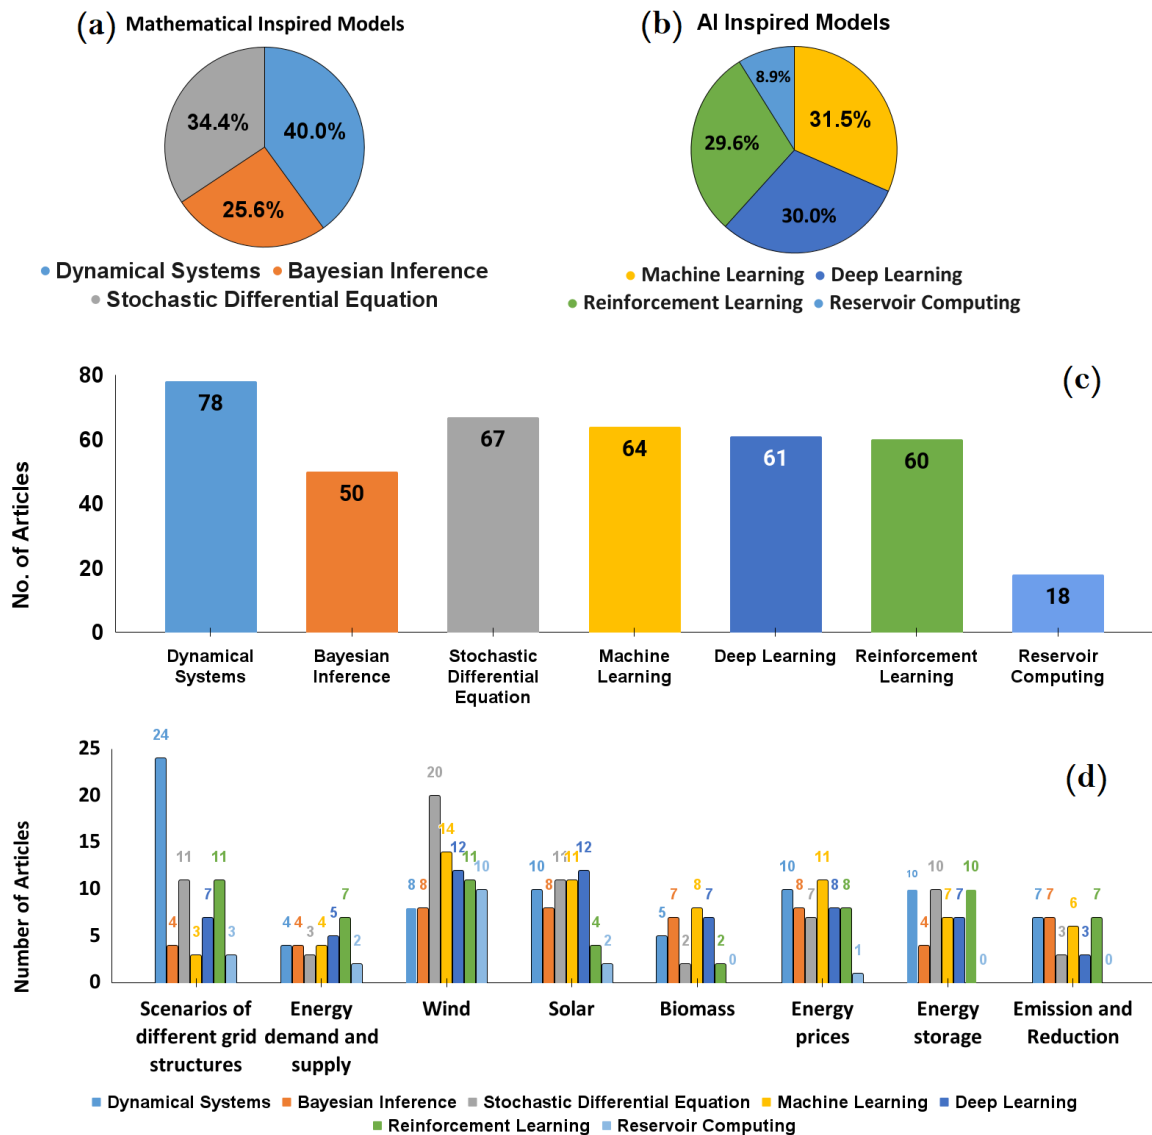 (a) Mathematical Inspired Models
34.4%
40.0%
25.6%
Dynamical Systems Bayesian Inference
Stochastic Differential Equation
(b) AI Inspired Models
8.9%
31.5%
29.6%
30.0%
Machine Learning Deep Learning
Reinforcement Learning Reservoir Computing
(c)
No. of Articles
80
60
40
20
0
78
50
67
64
61
60
18
Dynamical
Systems
Bayesian
Inference
Stochastic
Differential
Equation
Machine
Learning
Deep Learning
Reinforcement
Learning
Reservoir
Computing
(d)
Number of Articles
25
20
15
10
5
0
24
4
11
3
7
11
3
4
4
3
4
5
7
2
8
8
20
14
12
11
10
10
8
11
11
12
4
2
5
7
2
8
7
2
0
10
8
7
11
8
8
1
10
4
10
7
7
10
0
7
7
3
6
3
7
0
Scenarios of
different grid
structures
Energy
demand and
supply
Wind
Solar
Biomass
Energy
prices
Energy
storage
Emission and
Reduction
Dynamical Systems Bayesian Inference Stochastic Differential Equation Machine Learning Deep Learning
Reinforcement Learning Reservoir Computing